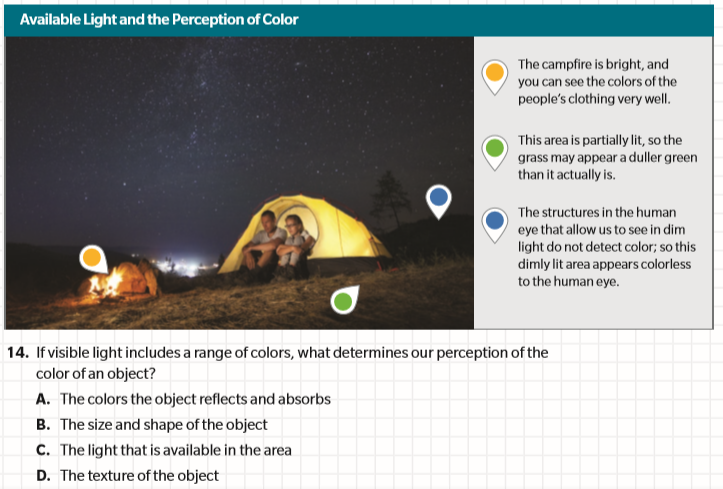 Available Light and the Perception of Color
The campfire is bright, and
you can see the colors of the
people's clothing very well.
This area is partially lit, so the
grass may appear a duller green
than it actually is.
The structures in the human
eye that allow us to see in dim
light do not detect color; so this
dimly lit area appears colorless
to the human eye.
14. If visible light includes a range of colors, what determines our perception of the
color of an object?
A. The colors the object reflects and absorbs
B. The size and shape of the object
C. The light that is available in the area
D. The texture of the object